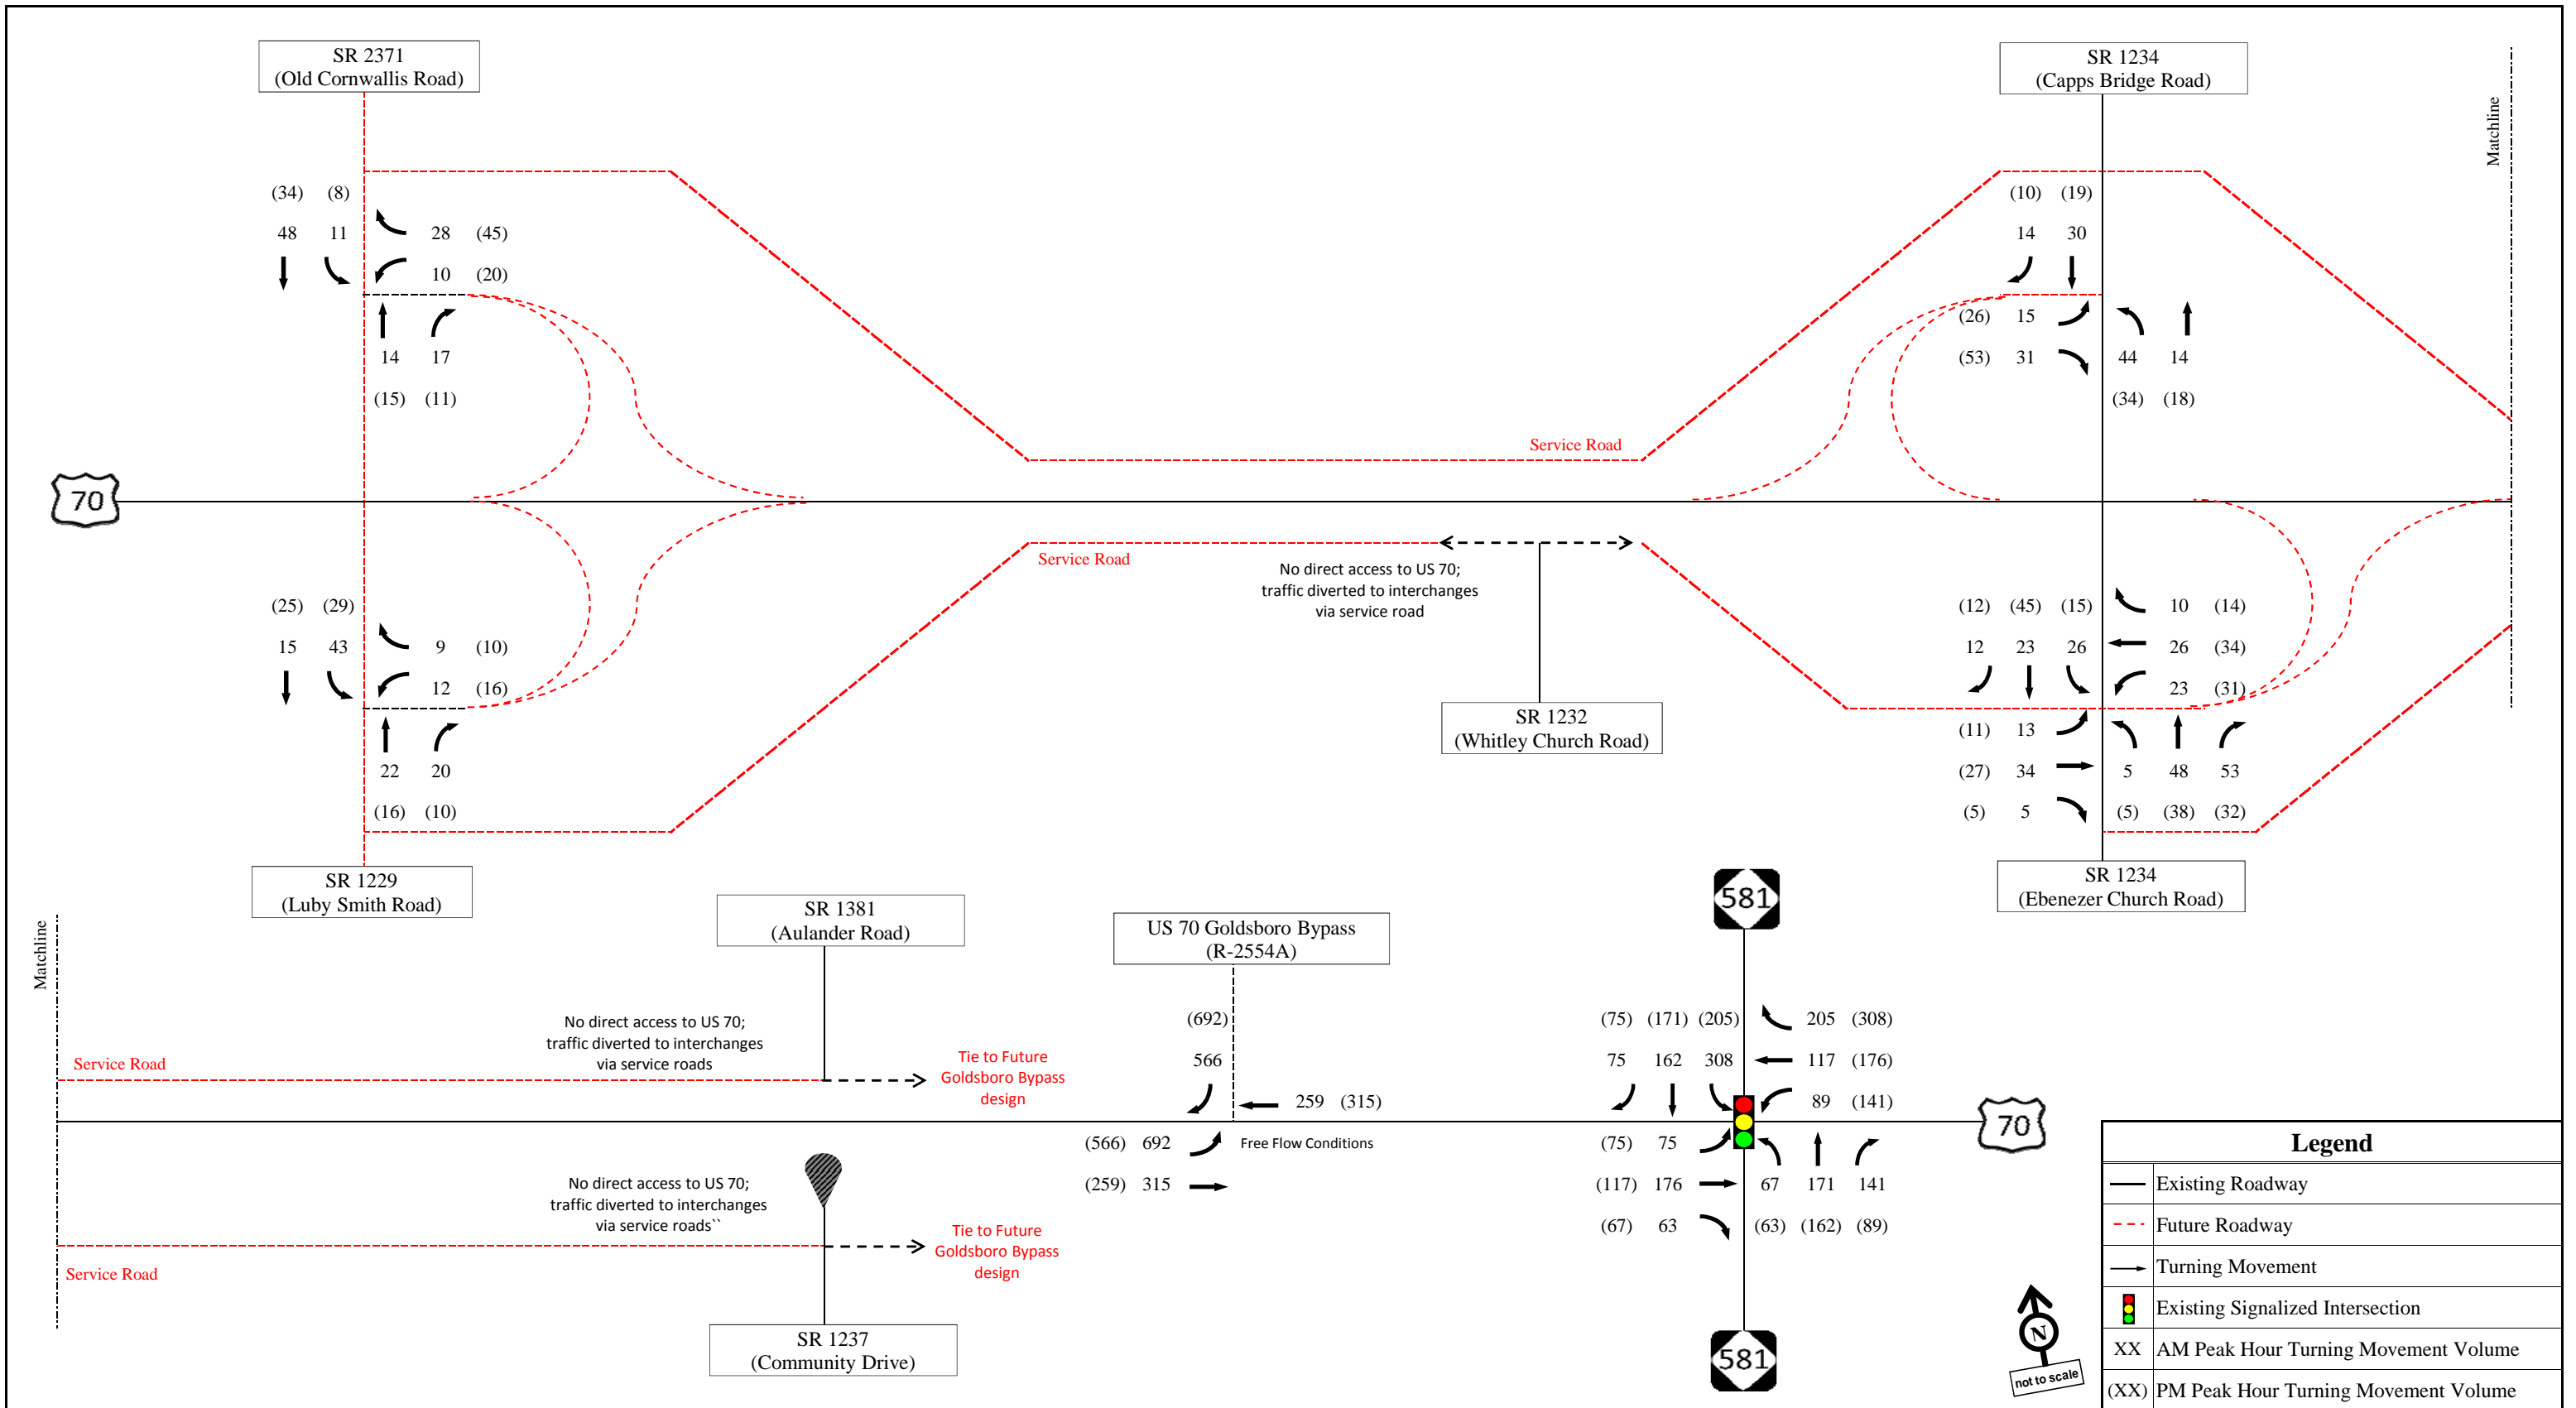 SR 2371
(Old Cornwallis Road)
SR 1234
(Capps Bridge Road)
Matchline
(34) (8)
48 11
28 (45)
10 (20)
14 17
(15) (11)
(10) (19)
14 30
(26) 15
(53) 31
44 14
(34) (18)
Service Road
70
Service Road
No direct access to US 70;
traffic diverted to interchanges
via service road
(25) (29)
15 43
9 (10)
12 (16)
22 20
(16) (10)
SR 1232
(Whitley Church Road)
(12) (45) (15)
12 23 26
10 (14)
26 (34)
23 (31)
(11) 13
(27) 34
(5) 5
5 48 53
(5) (38) (32)
SR 1229
(Luby Smith Road)
SR 1234
(Ebenezer Church Road)
Matchline
SR 1381
(Aulander Road)
US 70 Goldsboro Bypass
(R-2554A)
581
No direct access to US 70;
traffic diverted to interchanges
via service roads
Service Road
Tie to Future
Goldsboro Bypass
design
(692)
566
259 (315)
(566) 692
Free Flow Conditions
(259) 315
(75) (171) (205)
75 162 308
205 (308)
117 (176)
89 (141)
(75) 75
(117) 176
(67) 63
67 171 141
(63) (162) (89)
70
No direct access to US 70;
traffic diverted to interchanges
via service roads``
Service Road
Tie to Future
Goldsboro Bypass
design
SR 1237
(Community Drive)
581
N
not to scale
Legend
Existing Roadway
Future Roadway
Turning Movement
Existing Signalized Intersection
XX AM Peak Hour Turning Movement Volume
(XX) PM Peak Hour Turning Movement Volume